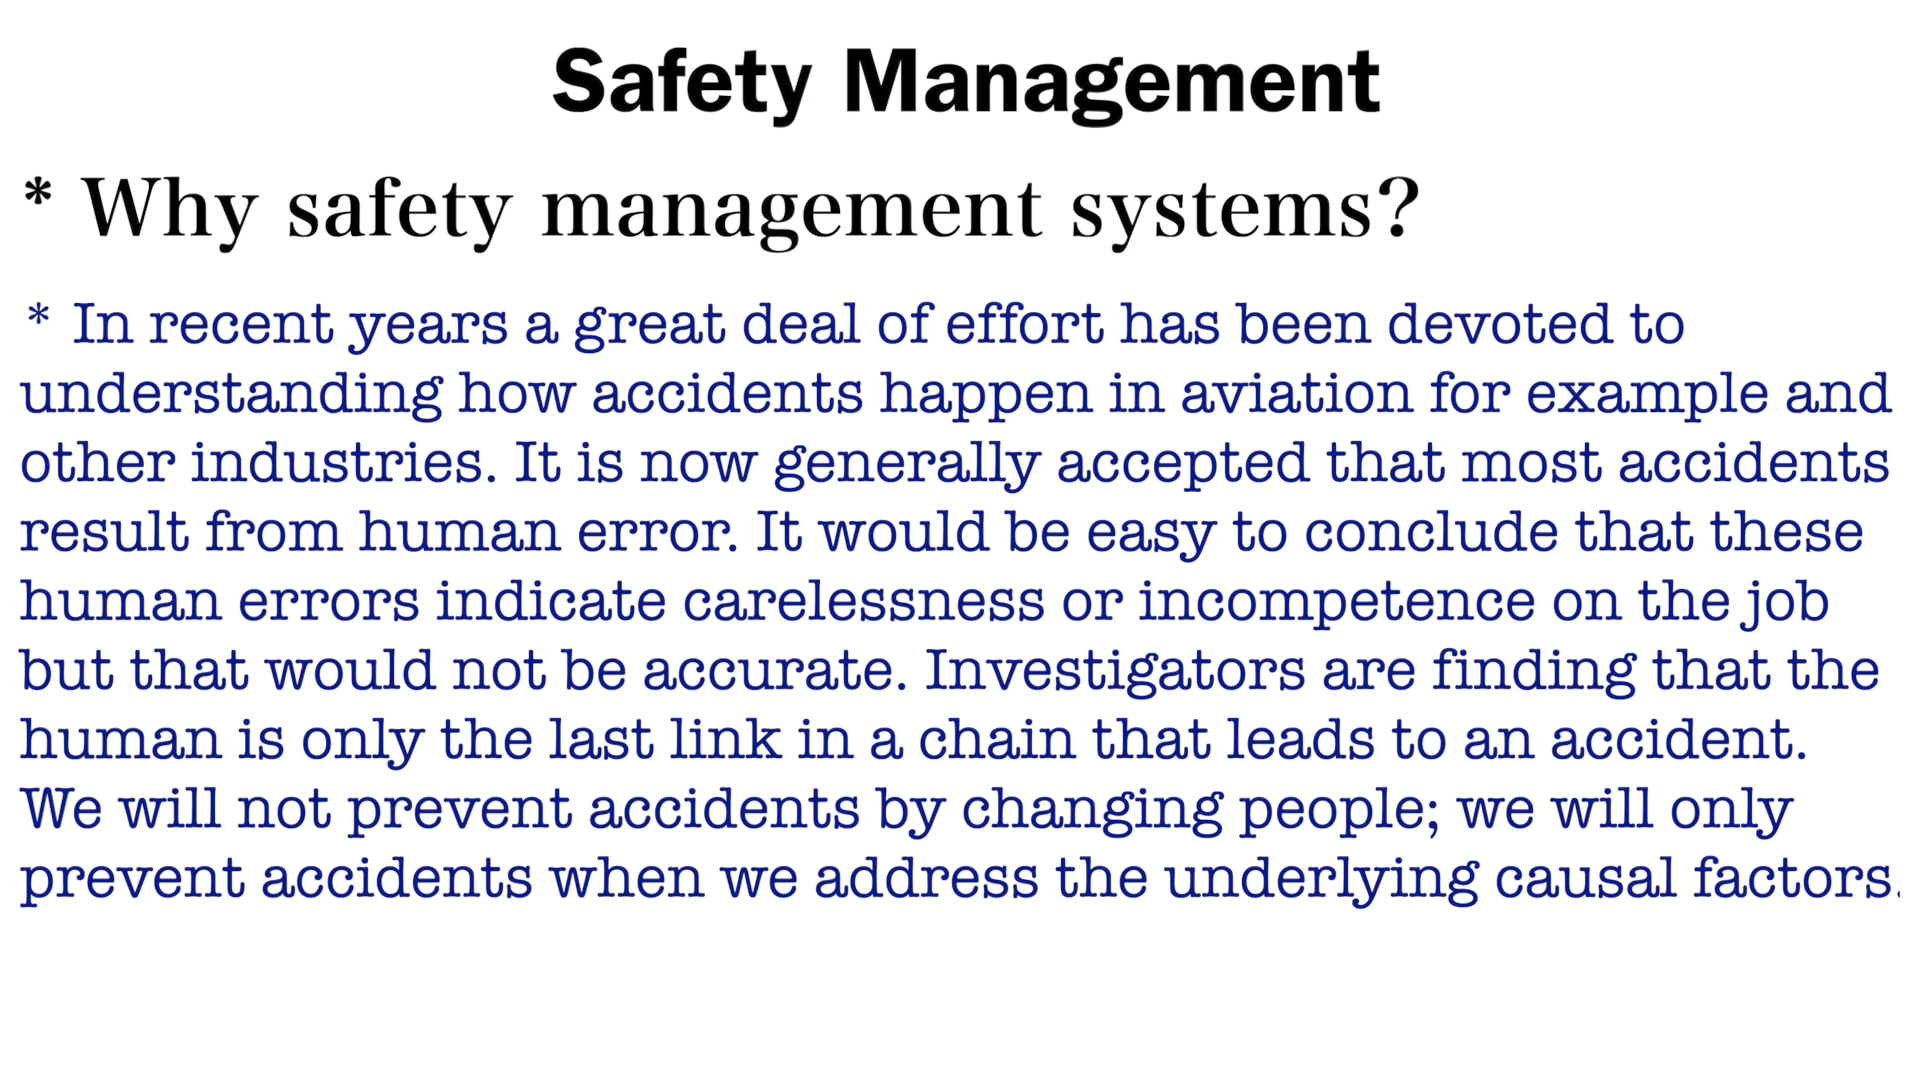 Safety Management
* Why safety management systems?
* In recent years a great deal of effort has been devoted to
understanding how accidents happen in aviation for example and
other industries. It is now generally accepted that most accidents
result from human error. It would be easy to conclude that these
human errors indicate carelessness or incompetence on the job
but that would not be accurate. Investigators are finding that the
human is only the last link in a chain that leads to an accident.
We will not prevent accidents by changing people; we will only
prevent accidents when we address the underlying causal factors.